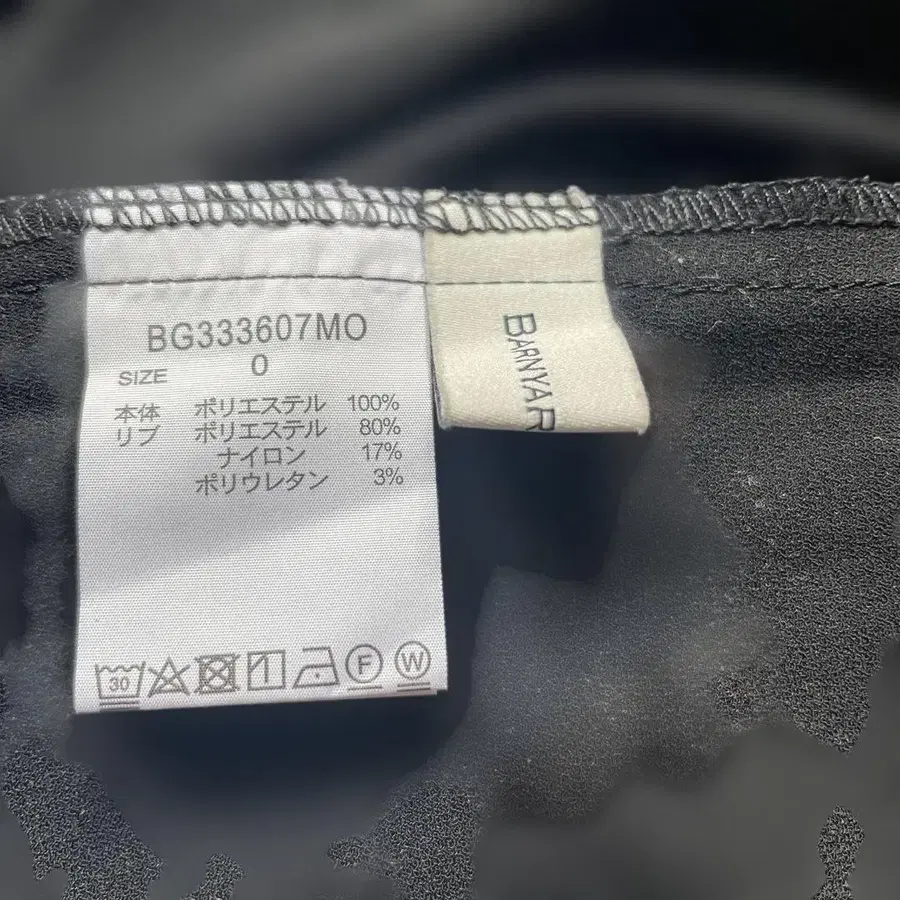 BG333607MO
SIZE 0
本体 ポリエステル 100%
リブ ポリエステル 80%
ナイロン 17%
ポリウレタン 3%
30 F W
BARNYAR